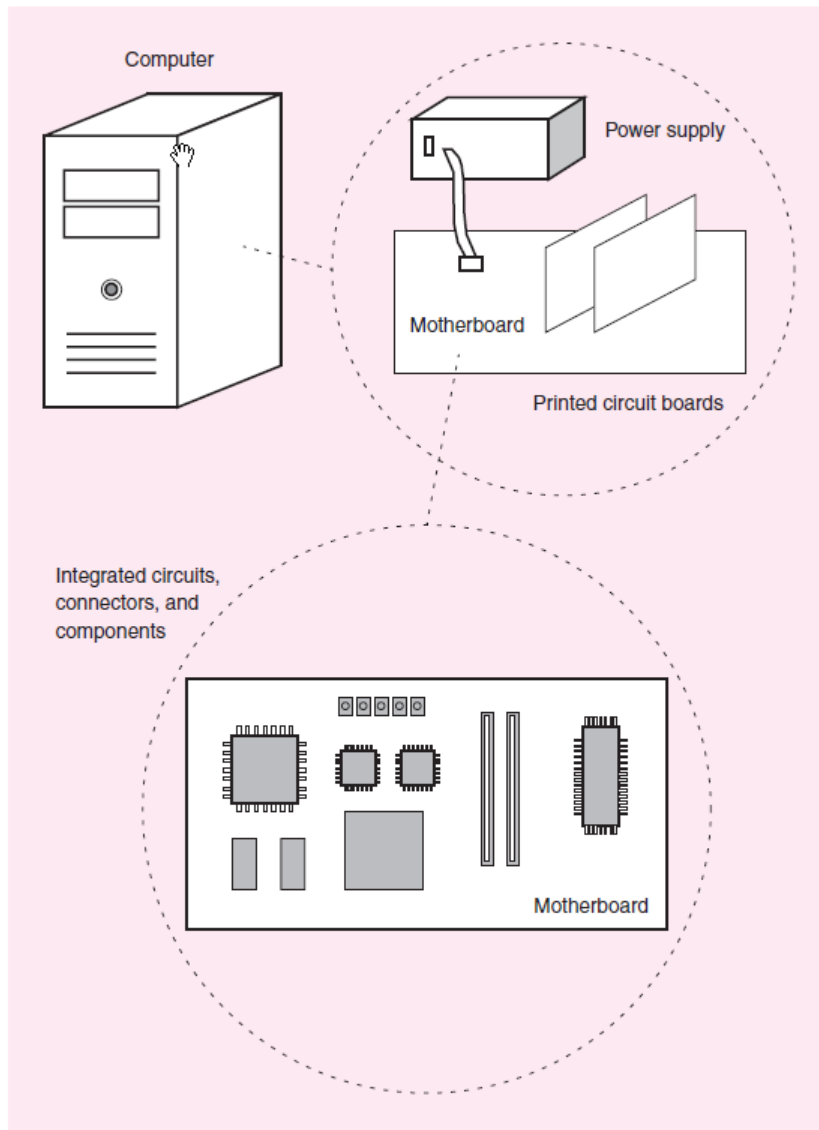 Computer
Power supply
Motherboard
Printed circuit boards
Integrated circuits,
connectors, and
components
Motherboard